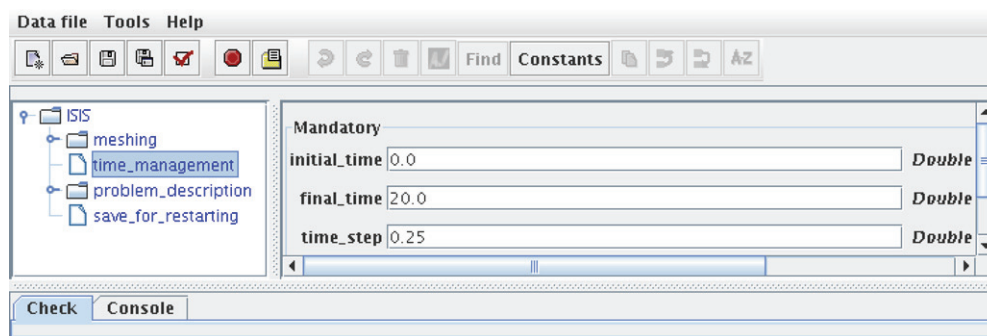 Data file Tools Help
Find Constants A-Z
ISIS
meshing
time_management
problem_description
save_for_restarting
Mandatory
initial_time 0.0 Double
final_time 20.0 Double
time_step 0.25 Double
Check Console